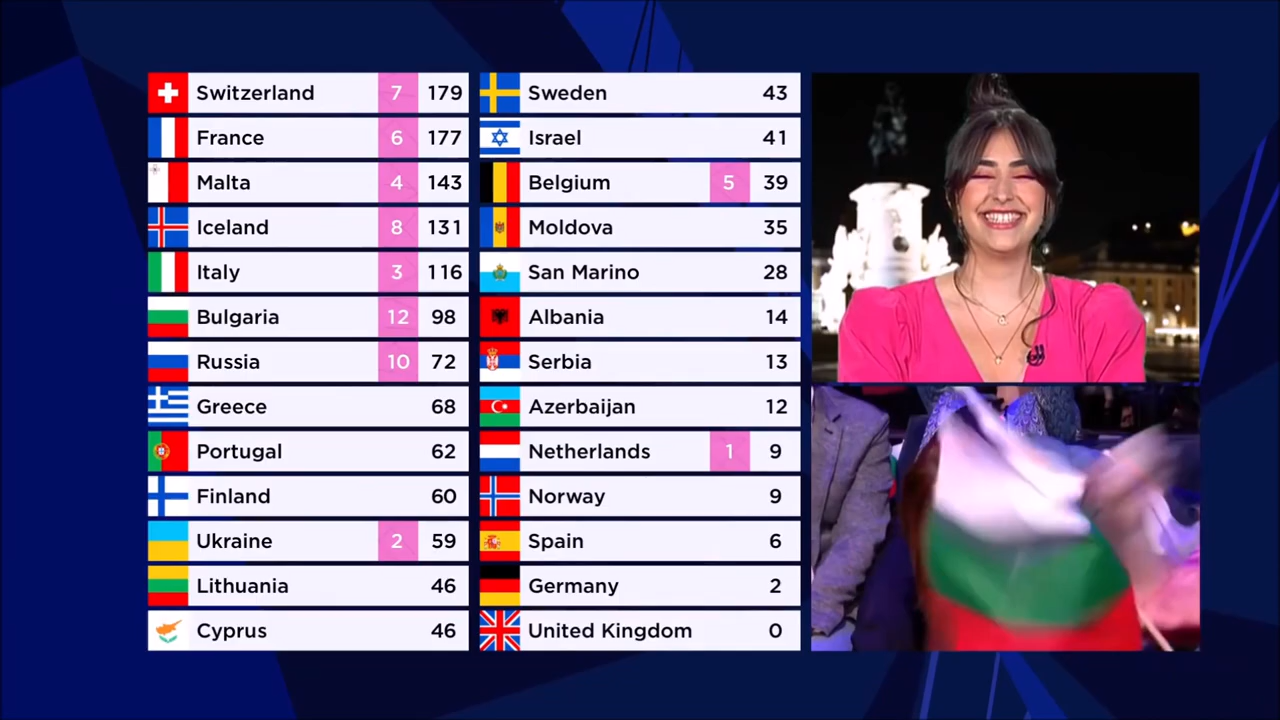 Switzerland 7 179
France 6 177
Malta 4 143
Iceland 8 131
Italy 3 116
Bulgaria 12 98
Russia 10 72
Greece 68
Portugal 62
Finland 60
Ukraine 2 59
Lithuania 46
Cyprus 46
Sweden 43
Israel 41
Belgium 5 39
Moldova 35
San Marino 28
Albania 14
Serbia 13
Azerbaijan 12
Netherlands 1 9
Norway 9
Spain 6
Germany 2
United Kingdom 0